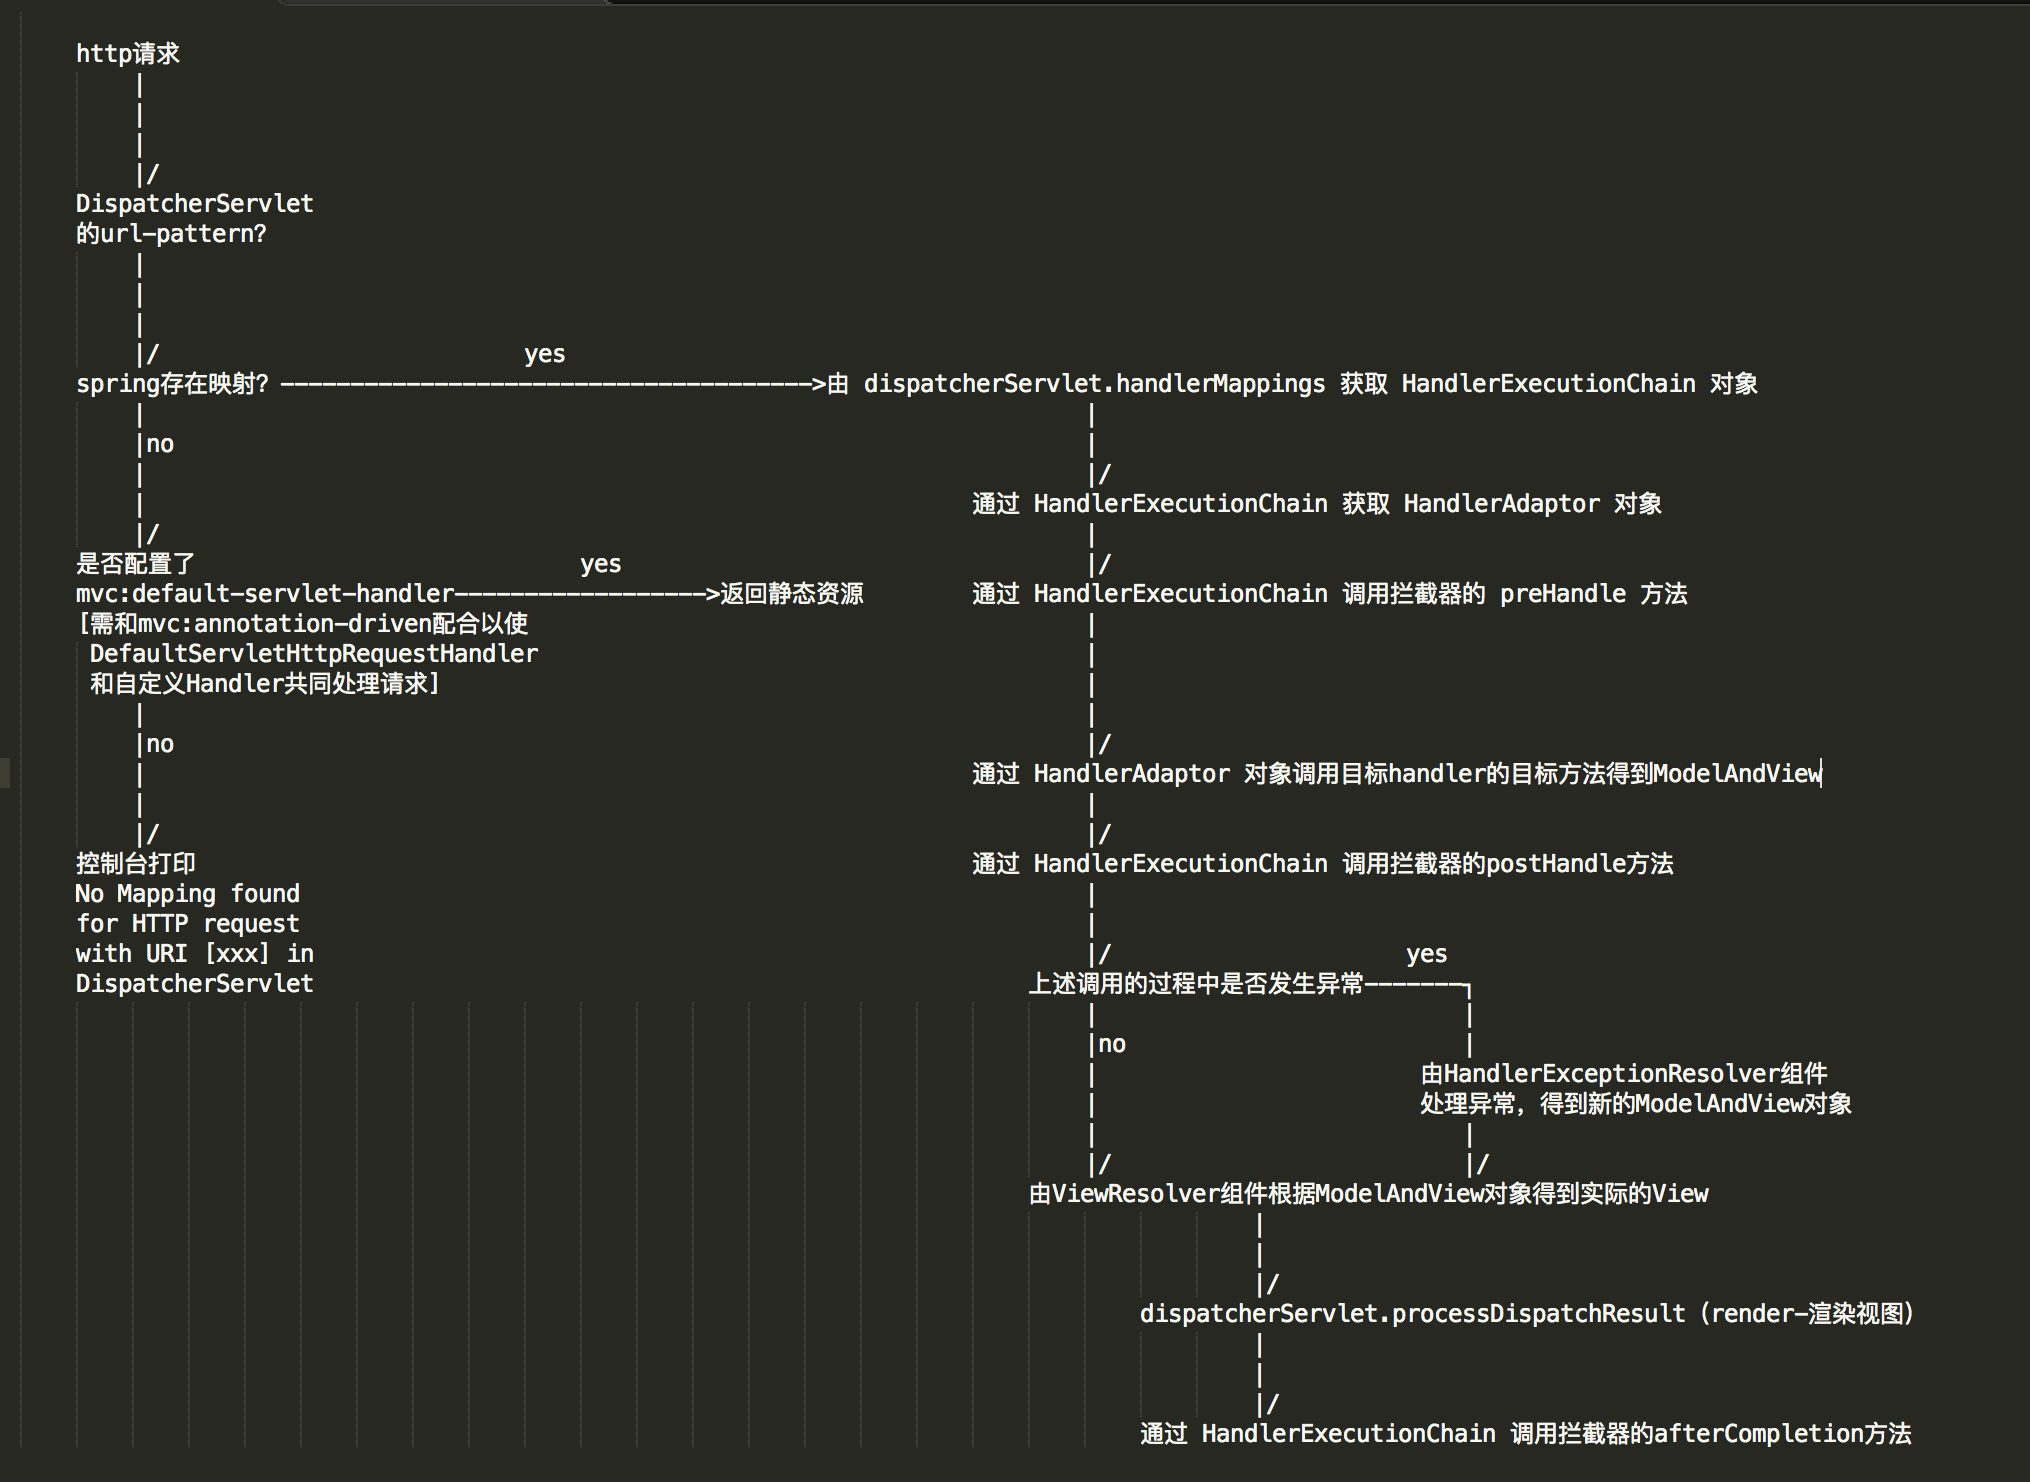 http请求
|
|
|
|/
DispatcherServlet
的url-pattern?
|
|
|
|/ yes
spring存在映射? -------------------------------------->由 dispatcherServlet.handlerMappings 获取 HandlerExecutionChain 对象
| |
|no |
| |/
| 通过 HandlerExecutionChain 获取 HandlerAdaptor 对象
|/ |
是否配置了 yes |/
mvc:default-servlet-handler------------------>返回静态资源 通过 HandlerExecutionChain 调用拦截器的 preHandle 方法
[需和mvc:annotation-driven配合以使 |
DefaultServletHttpRequestHandler |
和自定义Handler共同处理请求] |
| |
|no |/
| 通过 HandlerAdaptor 对象调用目标handler的目标方法得到ModelAndView
| |
|/ |/
控制台打印 通过 HandlerExecutionChain 调用拦截器的postHandle方法
No Mapping found |
for HTTP request |
with URI [xxx] in |/ yes
DispatcherServlet 上述调用的过程中是否发生异常-------┐
| |
|no |
| 由HandlerExceptionResolver组件
| 处理异常，得到新的ModelAndView对象
| |
|/ |/
由ViewResolver组件根据ModelAndView对象得到实际的View
|
|
|/
dispatcherServlet.processDispatchResult（render-渲染视图）
|
|
|/
通过 HandlerExecutionChain 调用拦截器的afterCompletion方法